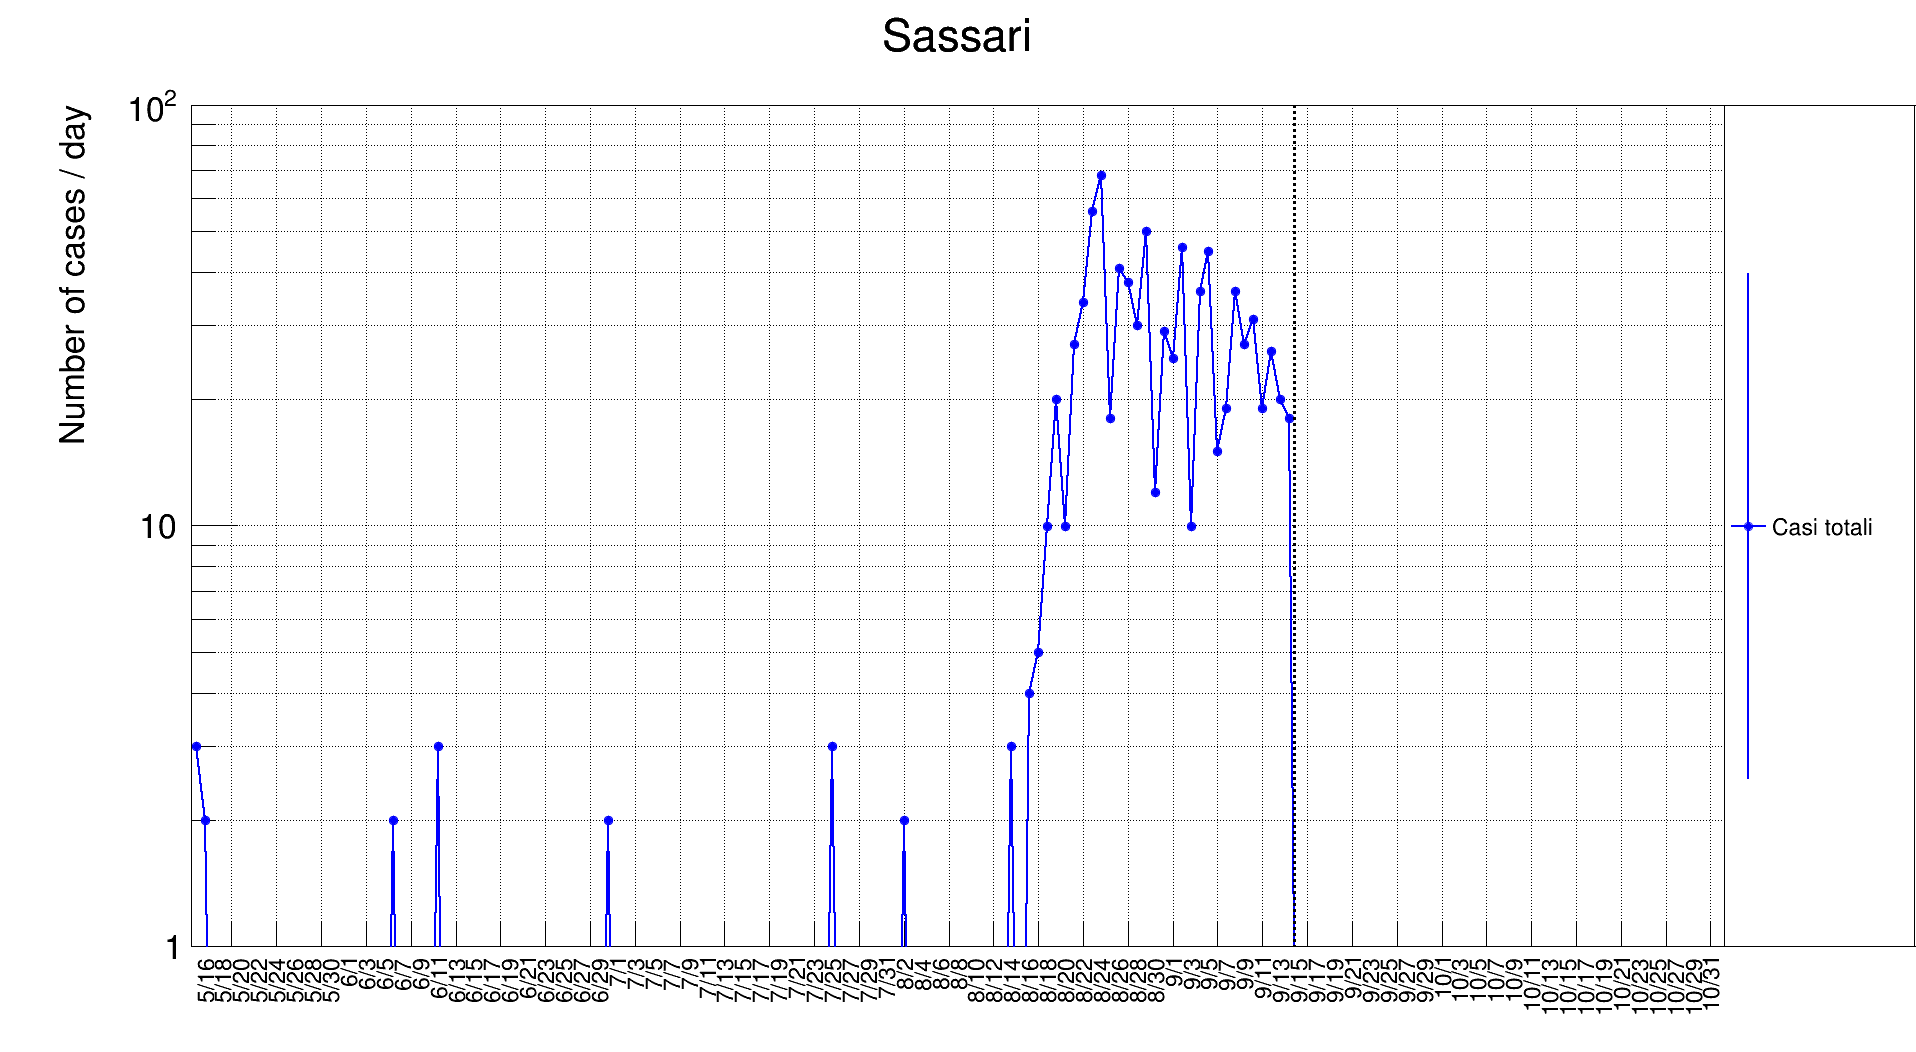 Sassari
Number of cases / day
10²
10
1
Casi totali
5/16 5/18 5/20 5/22 5/24 5/26 5/28 5/30 6/1 6/3 6/5 6/7 6/9 6/11 6/13 6/15 6/17 6/19 6/21 6/23 6/25 6/27 6/29 7/1 7/3 7/5 7/7 7/9 7/11 7/13 7/15 7/17 7/19 7/21 7/23 7/25 7/27 7/29 7/31 8/2 8/4 8/6 8/8 8/10 8/12 8/14 8/16 8/18 8/20 8/22 8/24 8/26 8/28 8/30 9/1 9/3 9/5 9/7 9/9 9/11 9/13 9/15 9/17 9/19 9/21 9/23 9/25 9/27 9/29 10/1 10/3 10/5 10/7 10/9 10/11 10/13 10/15 10/17 10/19 10/21 10/23 10/25 10/27 10/29 10/31